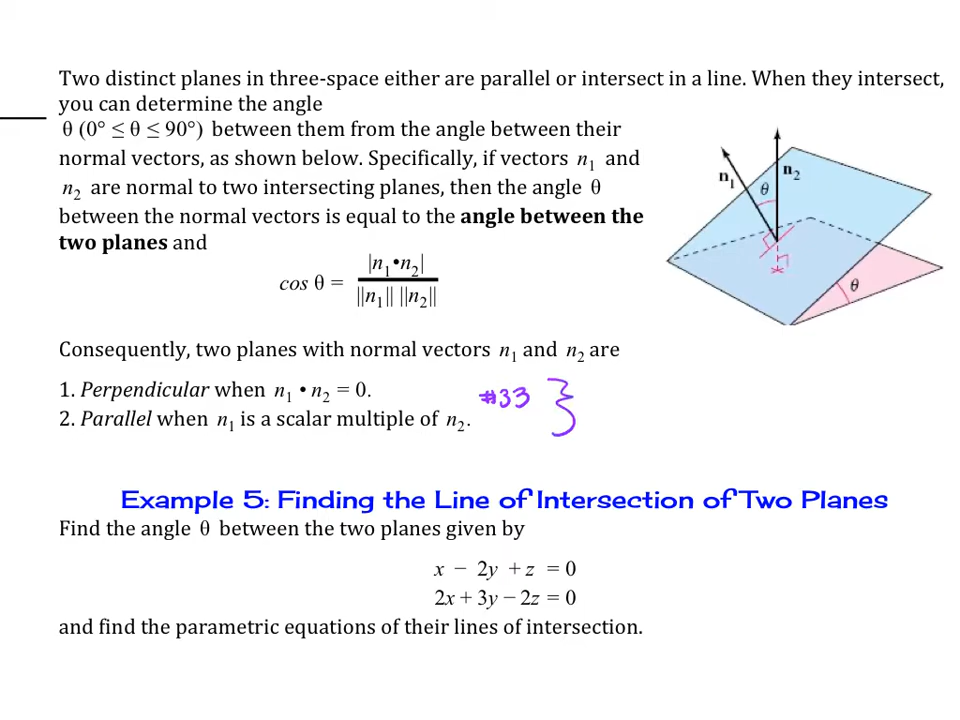 Two distinct planes in three-space either are parallel or intersect in a line. When they intersect,
you can determine the angle
θ (0° ≤ θ ≤ 90°) between them from the angle between their
normal vectors, as shown below. Specifically, if vectors n₁ and
n₂ are normal to two intersecting planes, then the angle θ
between the normal vectors is equal to the angle between the
two planes and
cos θ = |n₁•n₂| / ||n₁|| ||n₂||
n₁
θ
n₂
θ
Consequently, two planes with normal vectors n₁ and n₂ are
1. Perpendicular when n₁ • n₂ = 0.
2. Parallel when n₁ is a scalar multiple of n₂.
#33
Example 5: Finding the Line of Intersection of Two Planes
Find the angle θ between the two planes given by
x − 2y + z = 0
2x + 3y − 2z = 0
and find the parametric equations of their lines of intersection.